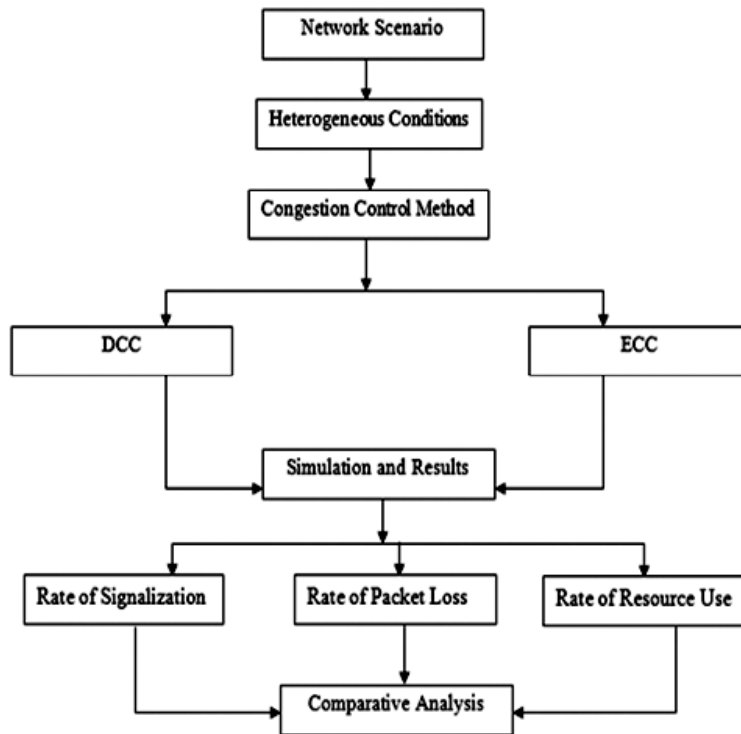 Network Scenario
Heterogeneous Conditions
Congestion Control Method
DCC
ECC
Simulation and Results
Rate of Signalization
Rate of Packet Loss
Rate of Resource Use
Comparative Analysis